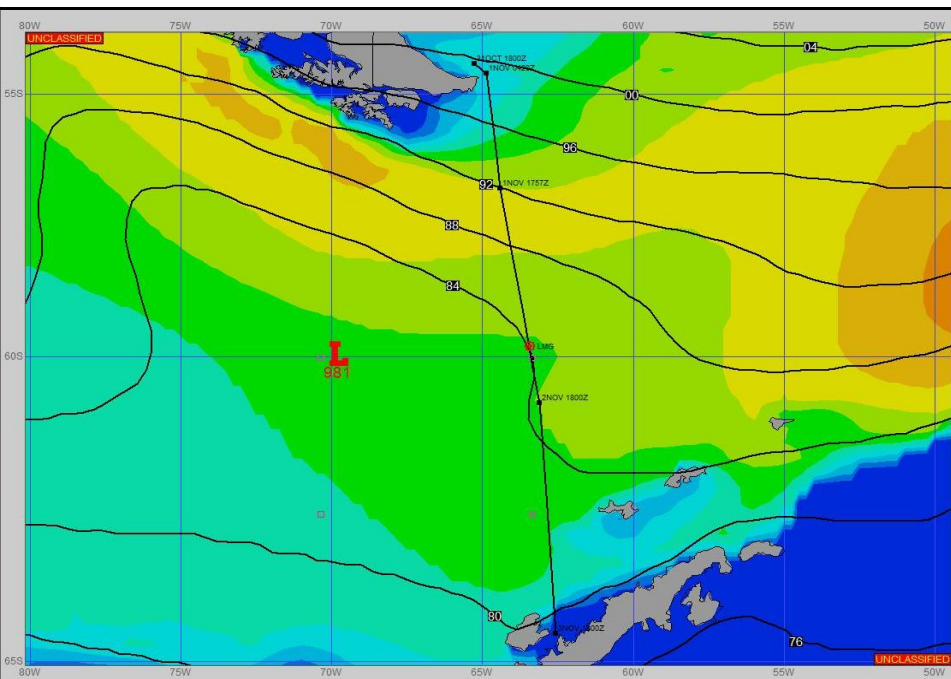 80W 75W 70W 65W 60W 55W 50W
UNCLASSIFIED
04
31OCT 1800Z
55S
00
96
92
1NOV 1757Z
88
84
LMG
60S
L
981
2NOV 1800Z
80
76
UNCLASSIFIED
65S
80W 75W 70W 65W 60W 55W 50W